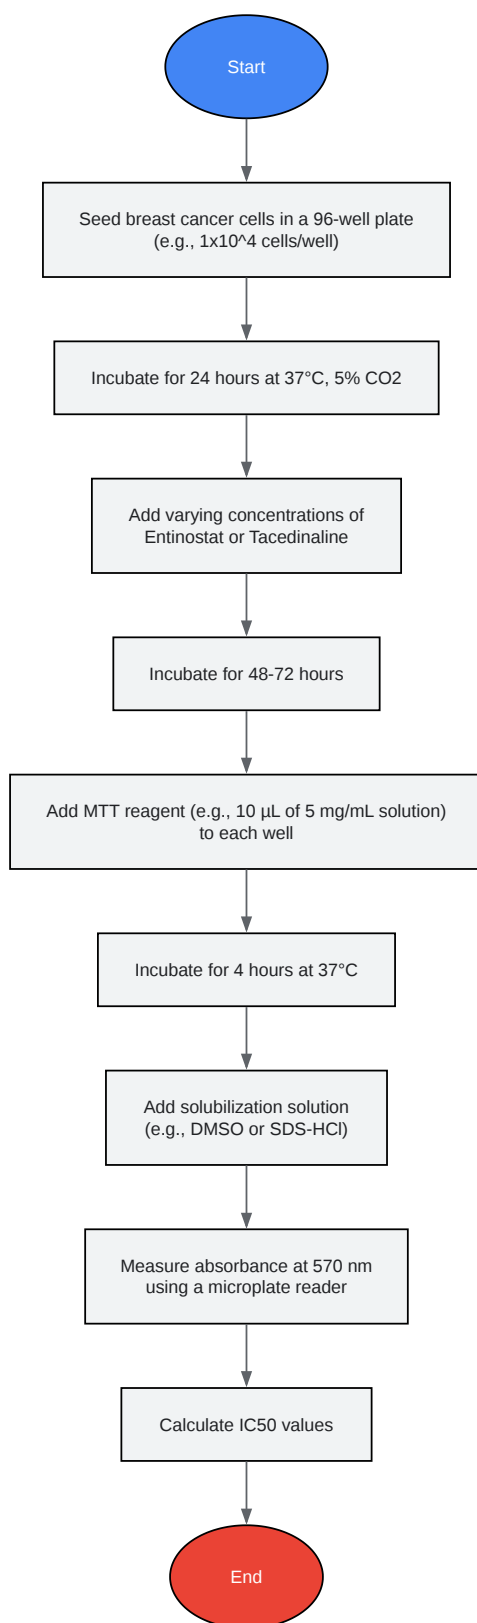 Start
Seed breast cancer cells in a 96-well plate
(e.g., 1x10^4 cells/well)
Incubate for 24 hours at 37°C, 5% CO2
Add varying concentrations of
Entinostat or Tacedinaline
Incubate for 48-72 hours
Add MTT reagent (e.g., 10 µL of 5 mg/mL solution)
to each well
Incubate for 4 hours at 37°C
Add solubilization solution
(e.g., DMSO or SDS-HCl)
Measure absorbance at 570 nm
using a microplate reader
Calculate IC50 values
End